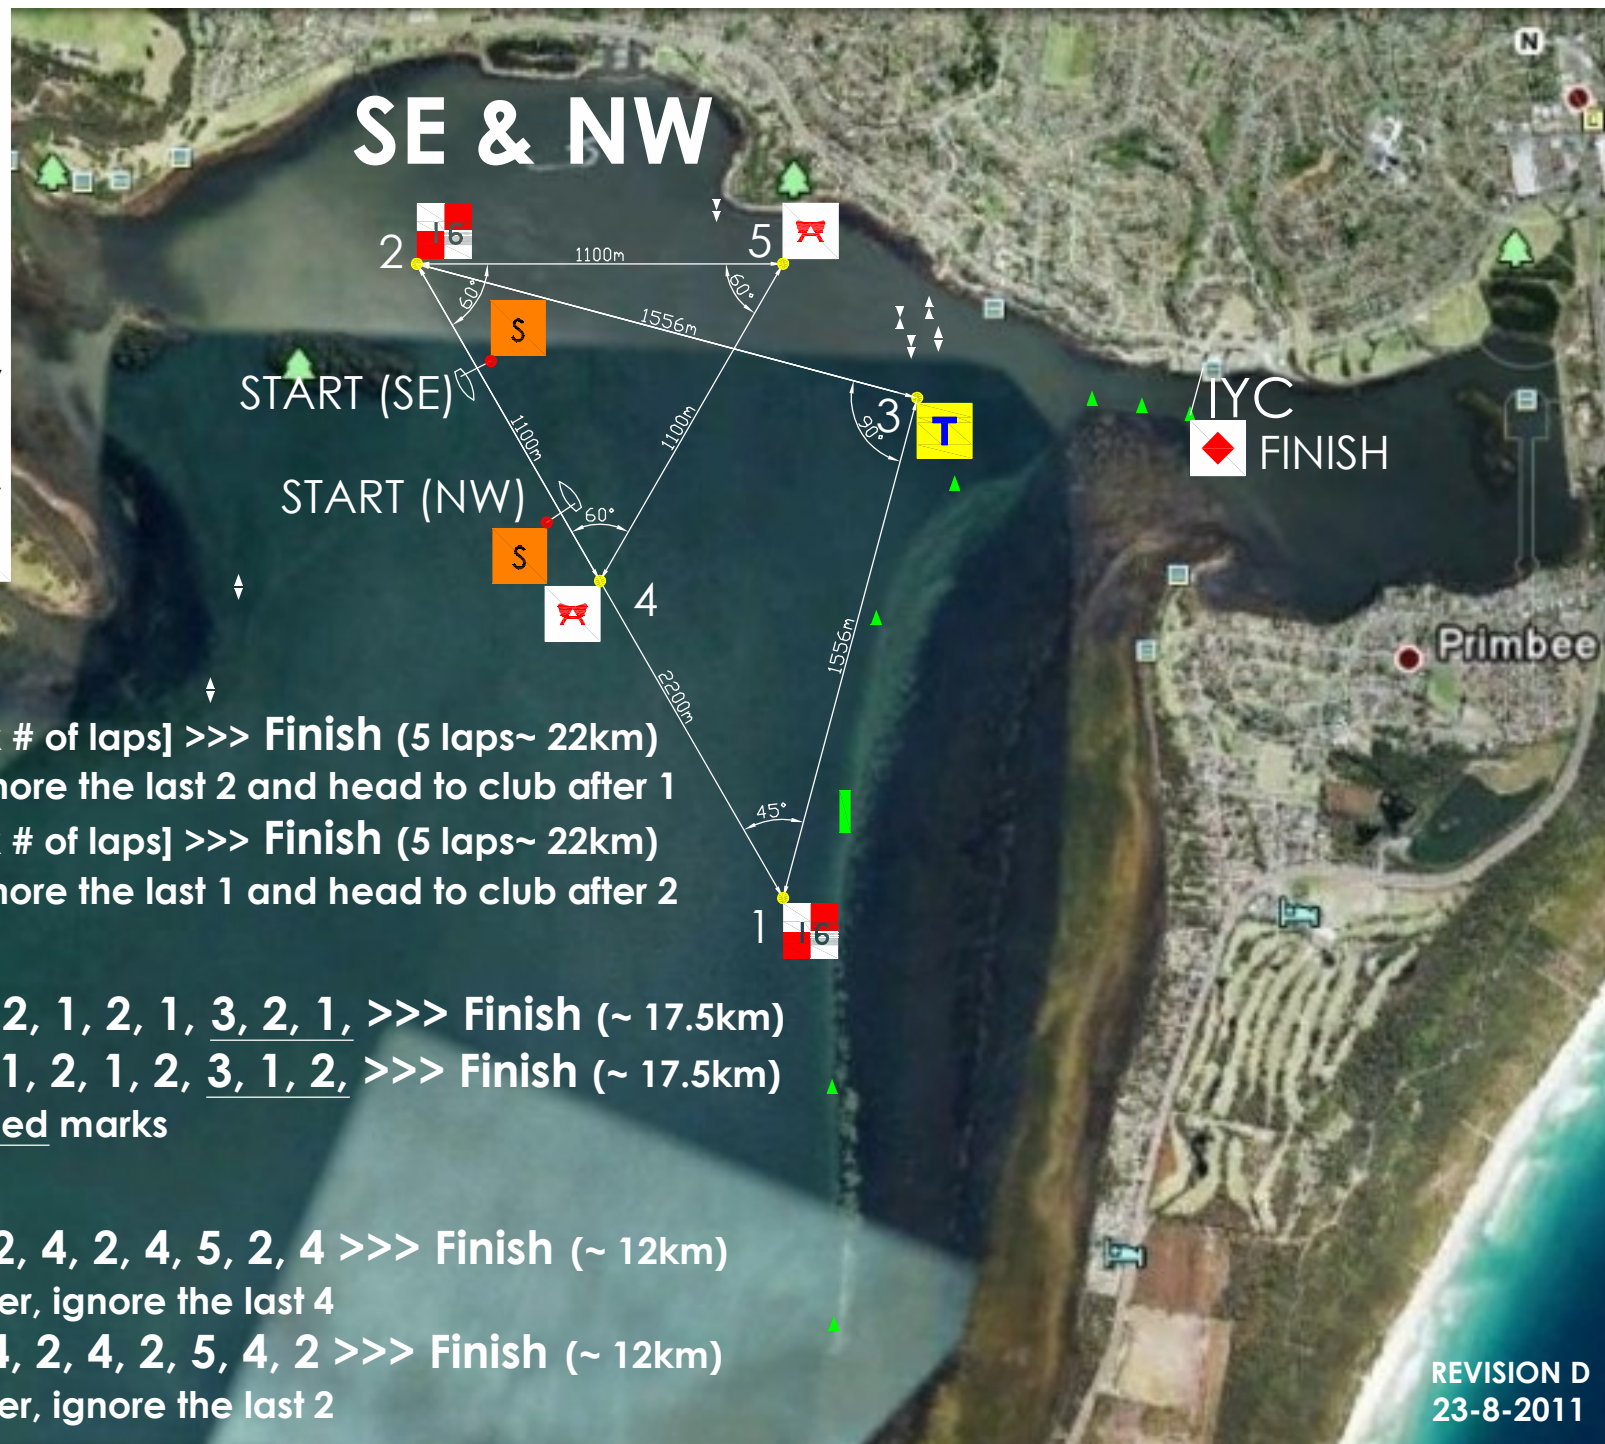 N
SE & NW
16
2
5
1100m
60°
60°
S
1556m
START (SE)
IYC
3
T
90°
1100m
1100m
FINISH
START (NW)
60°
S
4
1556m
Primbee
2200m
# of laps] >>> Finish (5 laps~ 22km)
ore the last 2 and head to club after 1
45°
# of laps] >>> Finish (5 laps~ 22km)
ore the last 1 and head to club after 2
1
16
2, 1, 2, 1, 3, 2, 1, >>> Finish (~ 17.5km)
1, 2, 1, 2, 3, 1, 2, >>> Finish (~ 17.5km)
ed marks
2, 4, 2, 4, 5, 2, 4 >>> Finish (~ 12km)
er, ignore the last 4
4, 2, 4, 2, 5, 4, 2 >>> Finish (~ 12km)
er, ignore the last 2
REVISION D
23-8-2011